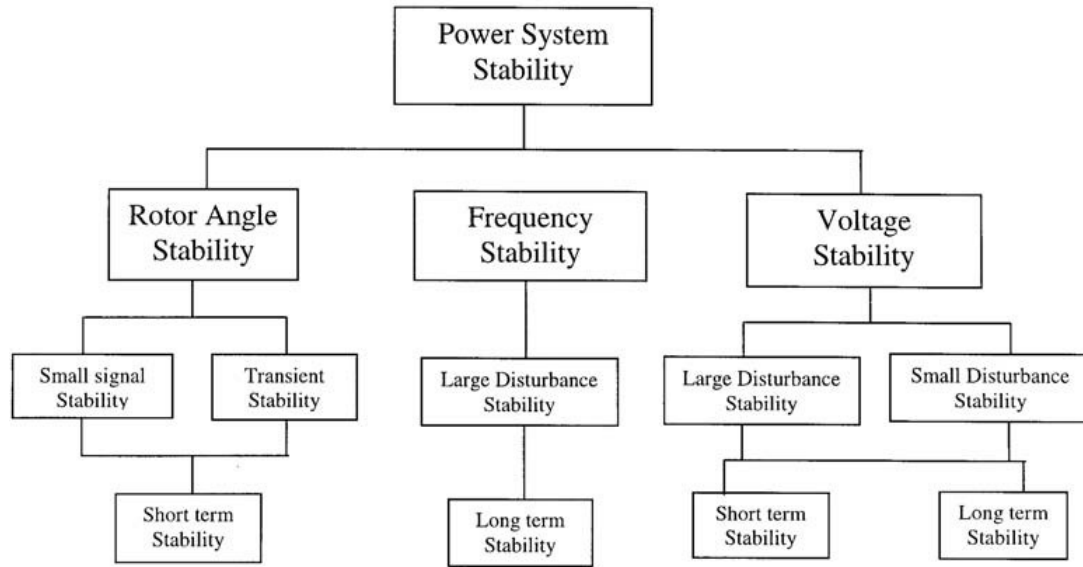 Power System
Stability
Rotor Angle
Stability
Frequency
Stability
Voltage
Stability
Small signal
Stability
Transient
Stability
Large Disturbance
Stability
Large Disturbance
Stability
Small Disturbance
Stability
Short term
Stability
Long term
Stability
Short term
Stability
Long term
Stability